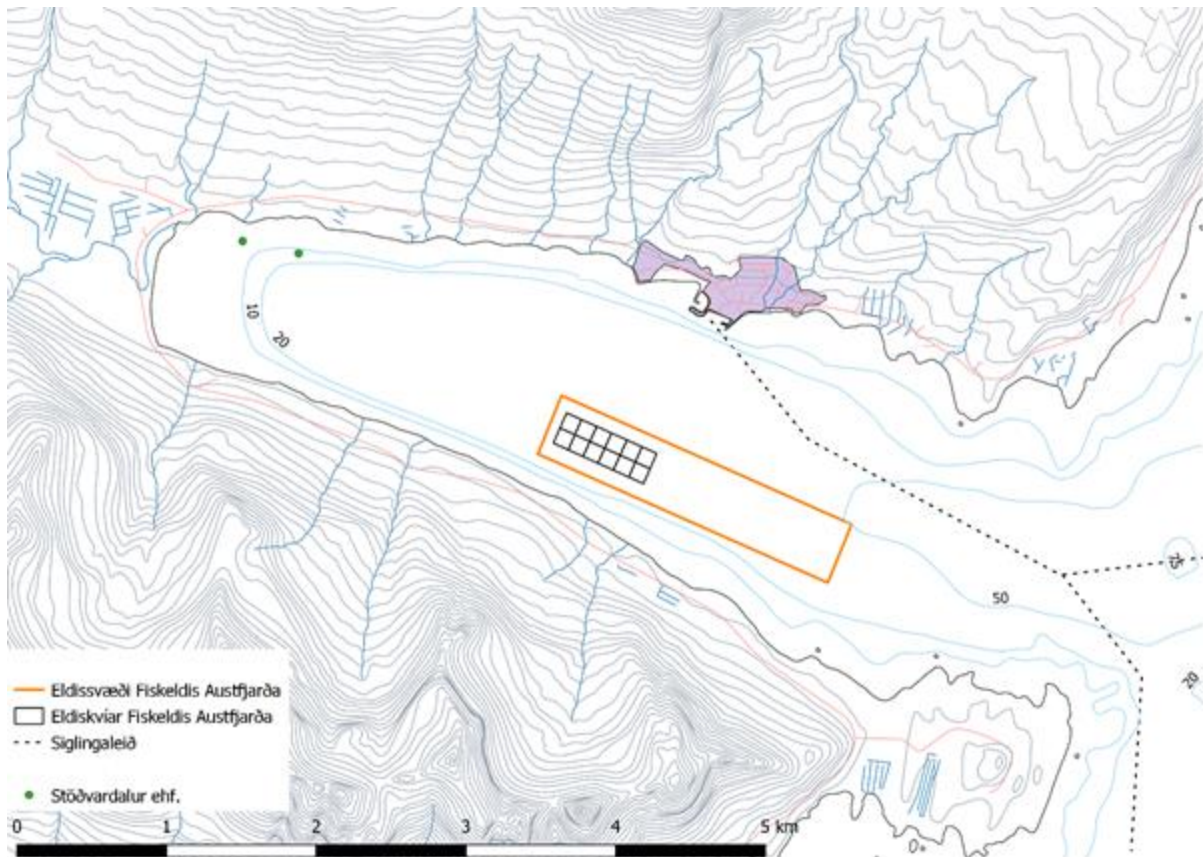 10
20
50
75
20
Eldissvæði Fiskeldis Austfjarða
Eldiskvíar Fiskeldis Austfjarða
Siglingaleið
Stöðvardalur ehf.
0 1 2 3 4 5 km